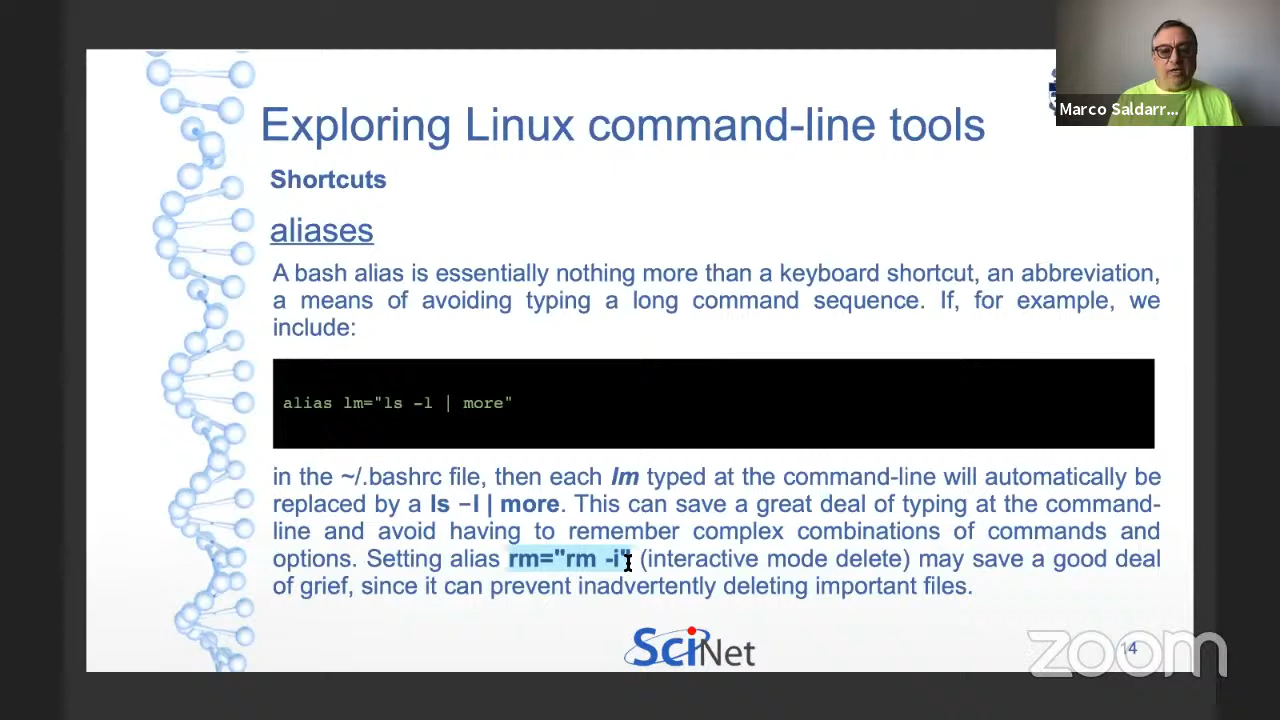 Exploring Linux command-line tools
Marco Saldarr...
Shortcuts
aliases
A bash alias is essentially nothing more than a keyboard shortcut, an abbreviation,
a means of avoiding typing a long command sequence. If, for example, we
include:
alias lm="ls -l | more"
in the ~/.bashrc file, then each lm typed at the command-line will automatically be
replaced by a ls –l | more. This can save a great deal of typing at the command-
line and avoid having to remember complex combinations of commands and
options. Setting alias rm="rm -i" (interactive mode delete) may save a good deal
of grief, since it can prevent inadvertently deleting important files.
SciNet
14
zoom